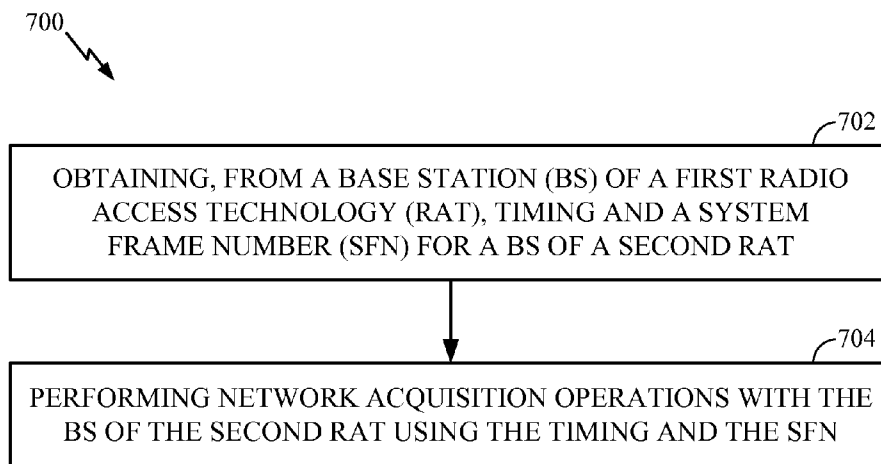 700
702
OBTAINING, FROM A BASE STATION (BS) OF A FIRST RADIO
ACCESS TECHNOLOGY (RAT), TIMING AND A SYSTEM
FRAME NUMBER (SFN) FOR A BS OF A SECOND RAT
704
PERFORMING NETWORK ACQUISITION OPERATIONS WITH THE
BS OF THE SECOND RAT USING THE TIMING AND THE SFN